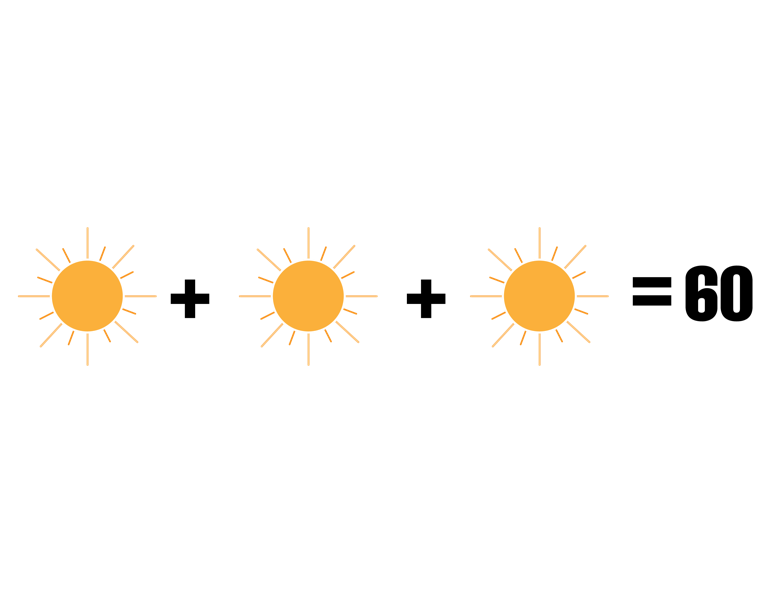 + + = 60